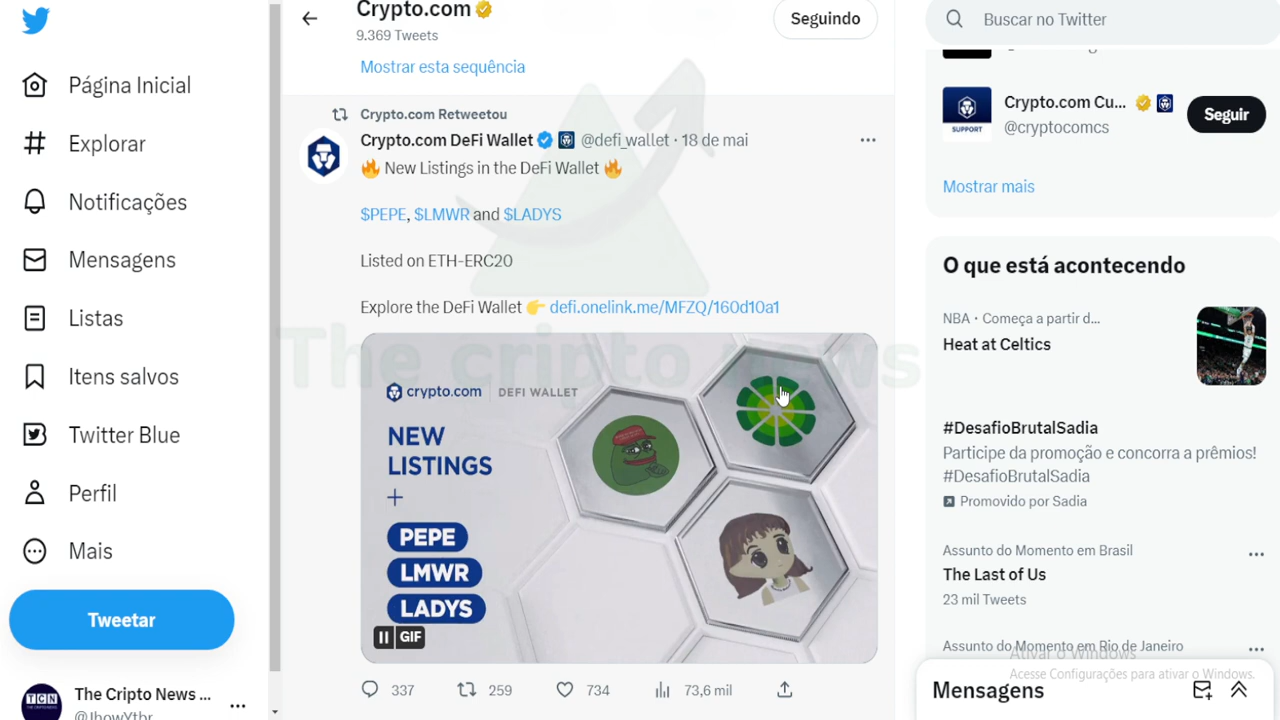 Página Inicial
Explorar
Notificações
Mensagens
Listas
Itens salvos
Twitter Blue
Perfil
Mais
Tweetar
TCN
The Cripto News ...
@JhowYtbr
Crypto.com
9.369 Tweets
Seguindo
Mostrar esta sequência
Crypto.com Retweetou
Crypto.com DeFi Wallet @defi_wallet · 18 de mai
🔥 New Listings in the DeFi Wallet 🔥
$PEPE, $LMWR and $LADYS
Listed on ETH-ERC20
Explore the DeFi Wallet 👉 defi.onelink.me/MFZQ/160d10a1
The cripto news
crypto.com DEFI WALLET
NEW
LISTINGS
+
PEPE
LMWR
LADYS
GIF
337 259 734 73,6 mil
Buscar no Twitter
SUPPORT
Crypto.com Cu...
@cryptocomcs
Seguir
Mostrar mais
O que está acontecendo
NBA · Começa a partir d...
Heat at Celtics
#DesafioBrutalSadia
Participe da promoção e concorra a prêmios!
#DesafioBrutalSadia
Promovido por Sadia
Assunto do Momento em Brasil
The Last of Us
23 mil Tweets
Assunto do Momento em Rio de Janeiro
Ativar o Windows
Acesse Configurações para ativar o Windows.
Mensagens